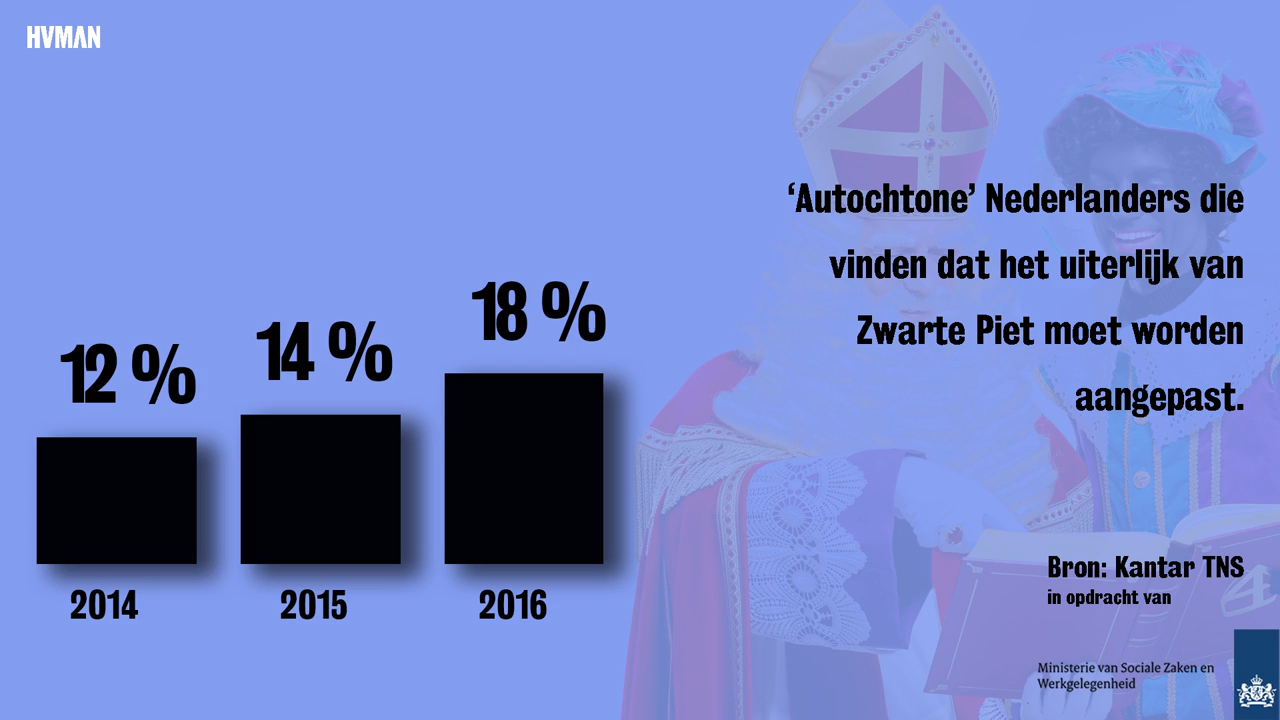 HVMAN
'Autochtone' Nederlanders die
vinden dat het uiterlijk van
Zwarte Piet moet worden
aangepast.
12 %
14 %
18 %
2014
2015
2016
Bron: Kantar TNS
in opdracht van
Ministerie van Sociale Zaken en
Werkgelegenheid